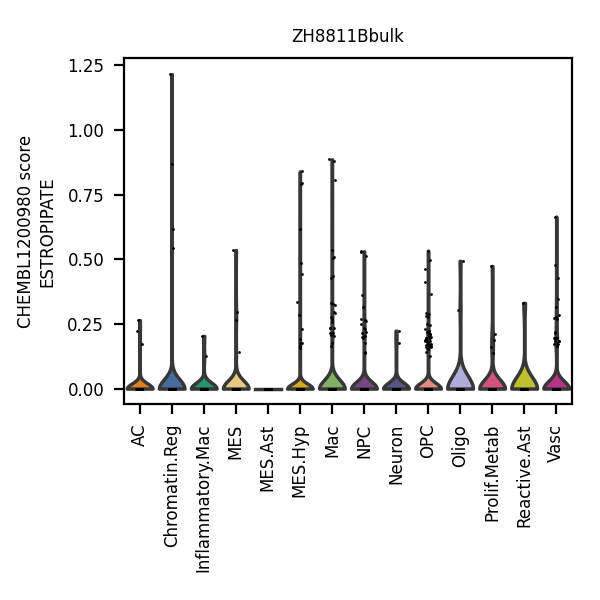 ZH8811Bbulk
CHEMBL1200980 score
ESTROPIPATE
1.25
1.00
0.75
0.50
0.25
0.00
AC
Chromatin.Reg
Inflammatory.Mac
MES
MES.Ast
MES.Hyp
Mac
NPC
Neuron
OPC
Oligo
Prolif.Metab
Reactive.Ast
Vasc